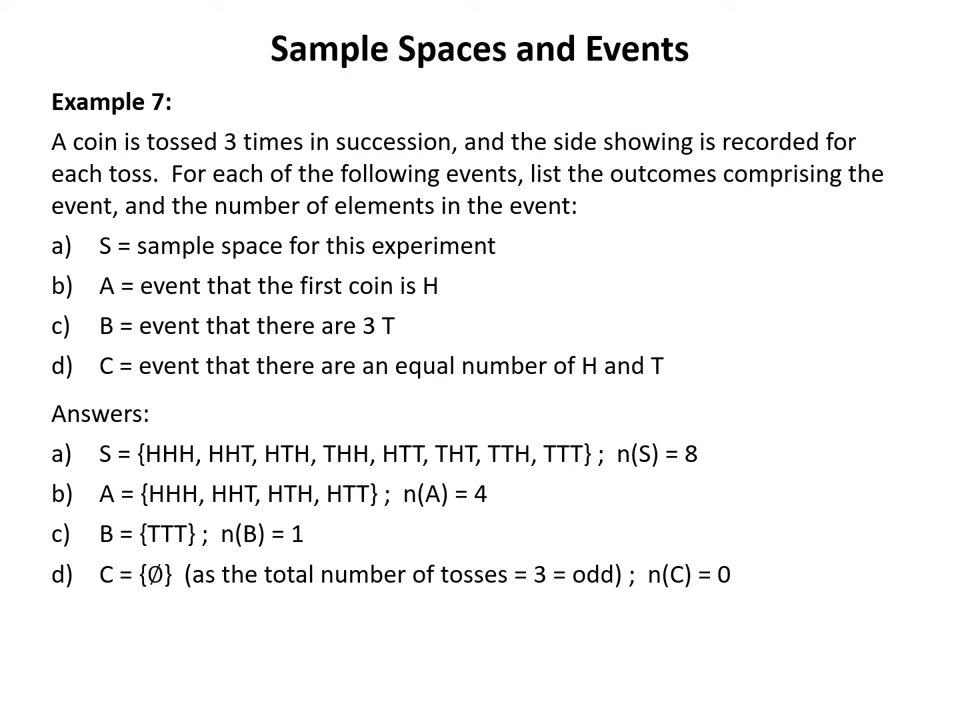 Sample Spaces and Events
Example 7:
A coin is tossed 3 times in succession, and the side showing is recorded for
each toss.  For each of the following events, list the outcomes comprising the
event, and the number of elements in the event:
a) S = sample space for this experiment
b) A = event that the first coin is H
c) B = event that there are 3 T
d) C = event that there are an equal number of H and T
Answers:
a) S = {HHH, HHT, HTH, THH, HTT, THT, TTH, TTT} ;  n(S) = 8
b) A = {HHH, HHT, HTH, HTT} ;  n(A) = 4
c) B = {TTT} ;  n(B) = 1
d) C = {∅}  (as the total number of tosses = 3 = odd) ;  n(C) = 0